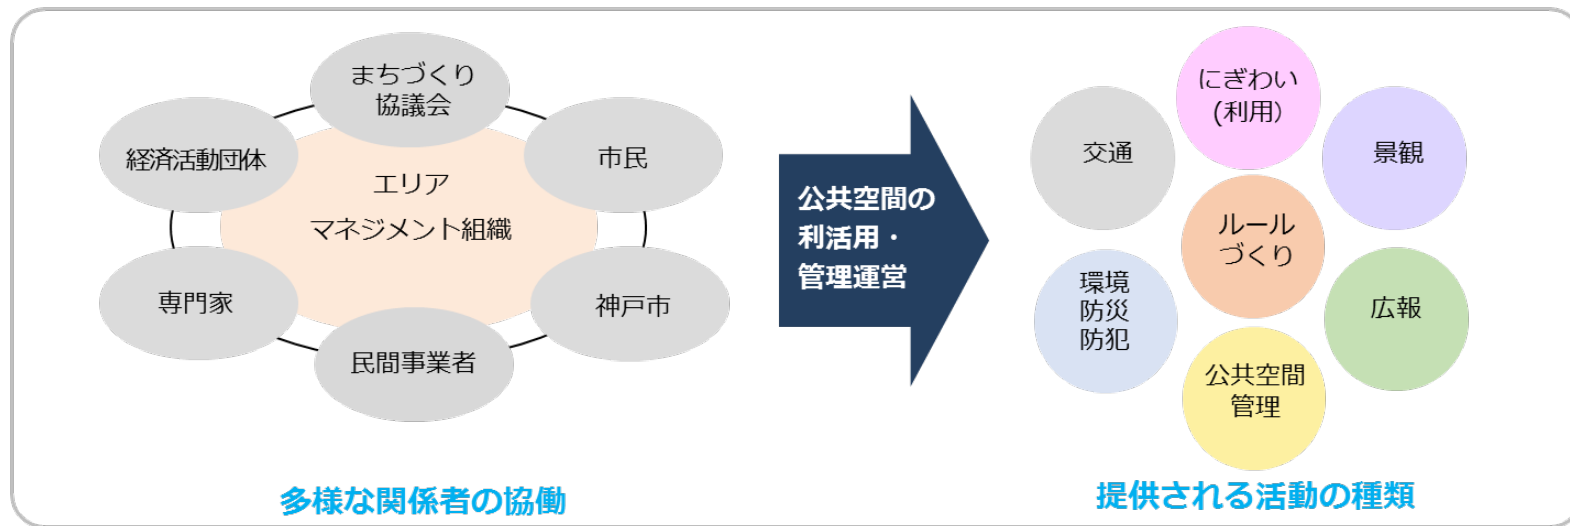 まちづくり
協議会
経済活動団体
市民
エリア
マネジメント組織
専門家
神戸市
民間事業者
多様な関係者の協働
公共空間の
利活用・
管理運営
にぎわい
(利用)
交通
景観
ルール
づくり
環境
防災
防犯
広報
公共空間
管理
提供される活動の種類